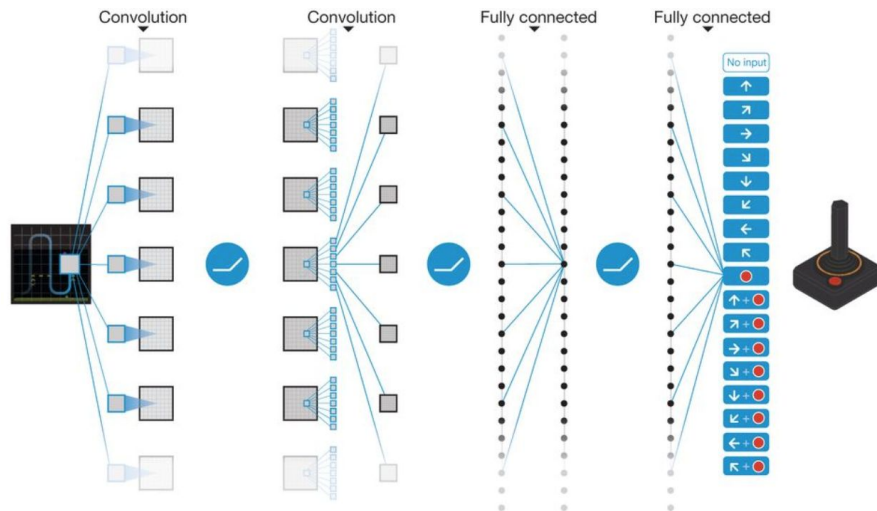 Convolution
Convolution
Fully connected
Fully connected
No input
+
+
+
+
+
+
+
+